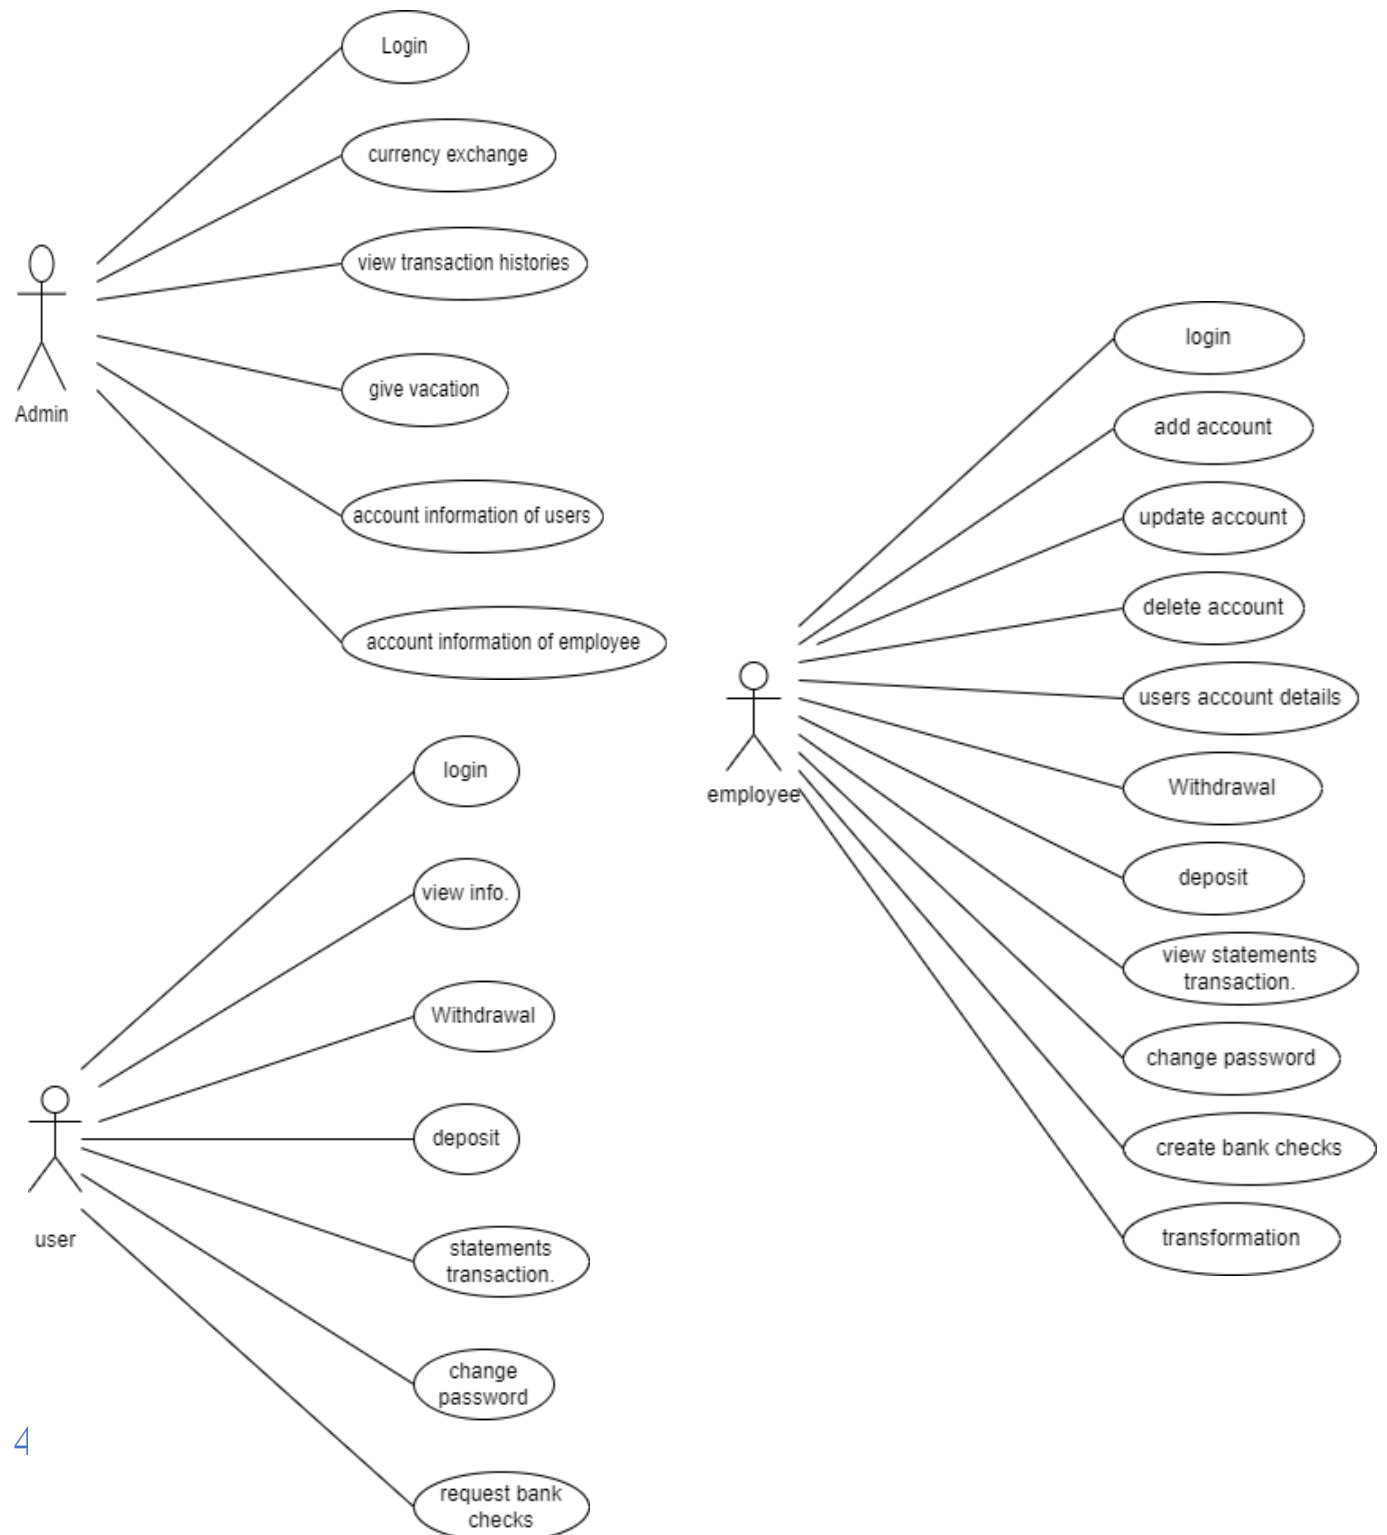 Login
currency exchange
view transaction histories
give vacation
account information of users
account information of employee
Admin
login
view info.
Withdrawal
deposit
statements
transaction.
change
password
request bank
checks
user
login
add account
update account
delete account
users account details
Withdrawal
deposit
view statements
transaction.
change password
create bank checks
transformation
employee
4